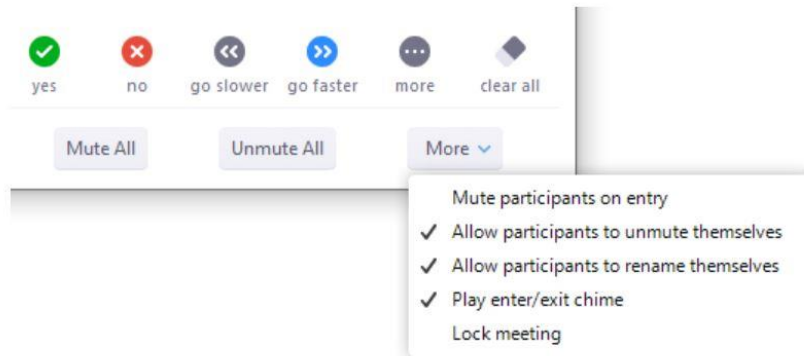 yes no go slower go faster more clear all
Mute All Unmute All More
Mute participants on entry
Allow participants to unmute themselves
Allow participants to rename themselves
Play enter/exit chime
Lock meeting